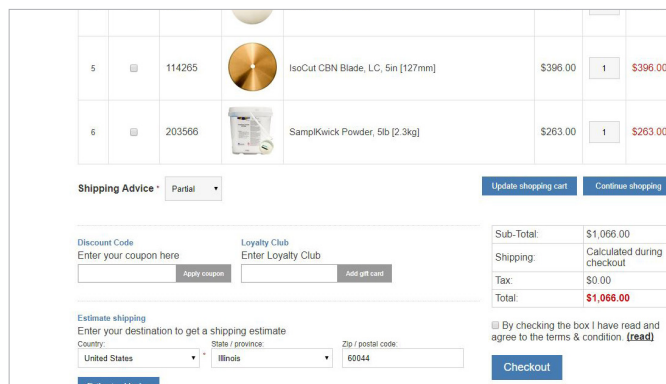 5 114265 IsoCut CBN Blade, LC, 5in [127mm] $396.00 1 $396.00
6 203566 SamplKwick Powder, 5lb [2.3kg] $263.00 1 $263.00
Shipping Advice * Partial
Update shopping cart Continue shopping
Discount Code
Enter your coupon here
Apply coupon
Loyalty Club
Enter Loyalty Club
Add gift card
Sub-Total: $1,066.00
Shipping: Calculated during
checkout
Tax: $0.00
Total: $1,066.00
Estimate shipping
Enter your destination to get a shipping estimate
Country: State / province: Zip / postal code:
United States * Illinois 60044
By checking the box I have read and
agree to the terms & condition. (read)
Checkout